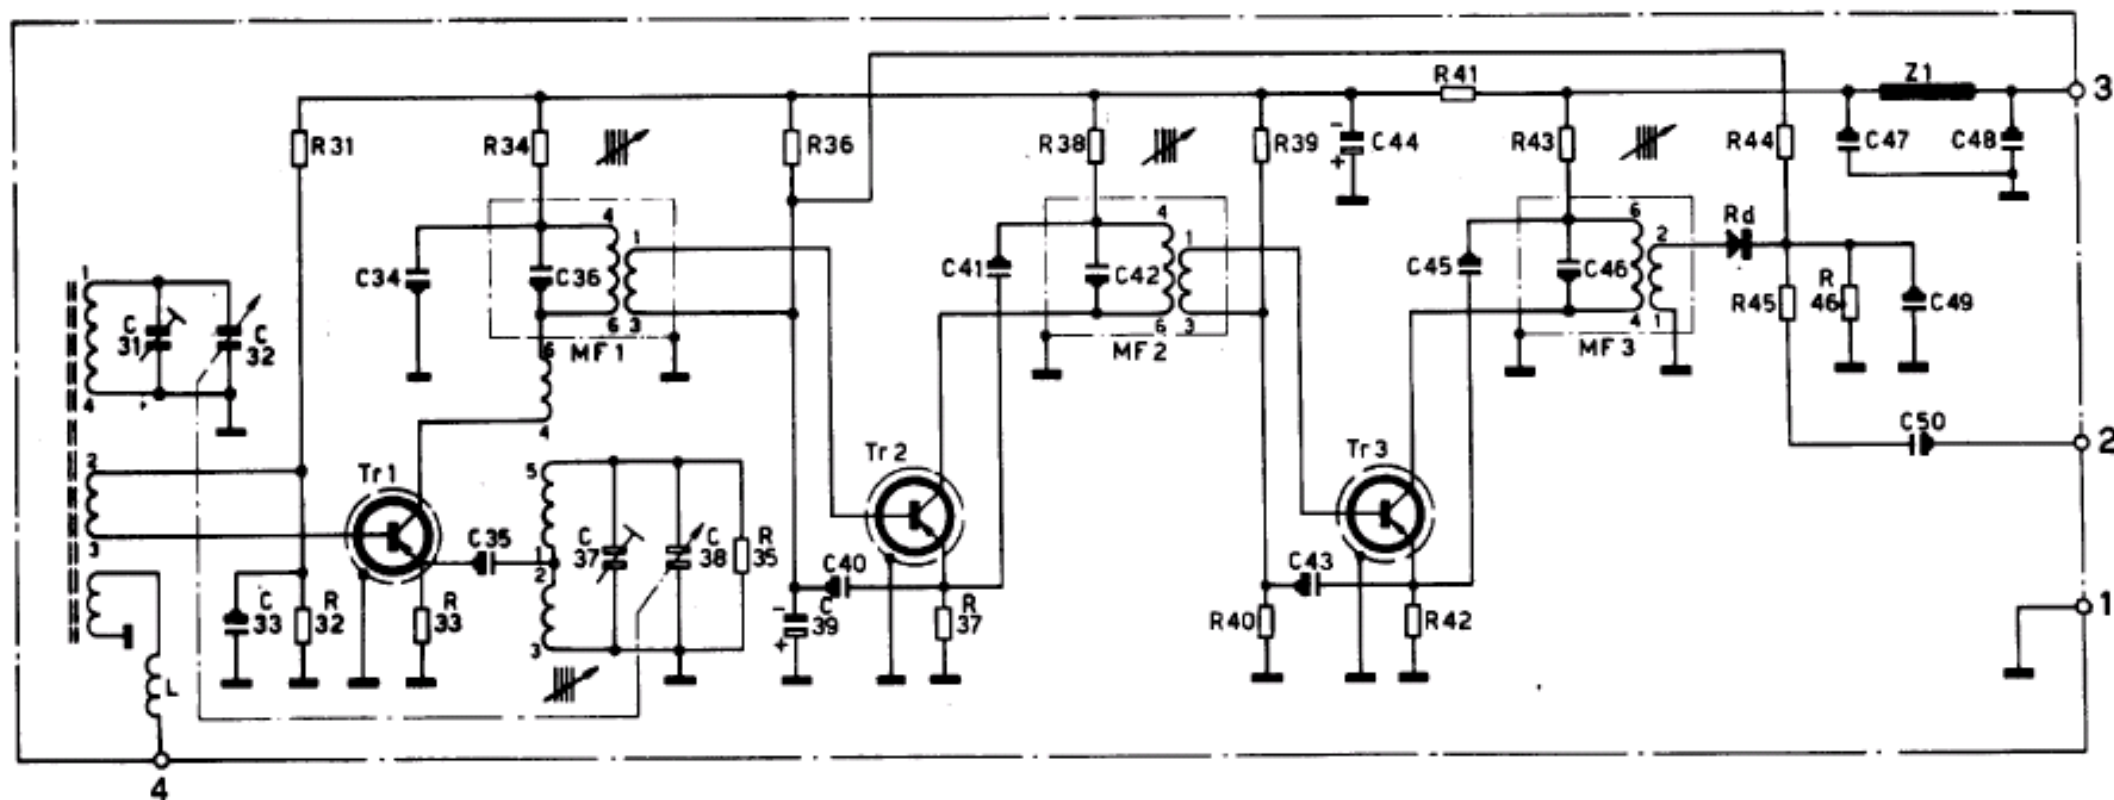 R41
Z1
3
R31
R34
R36
R38
R39
-
+
C44
R43
R44
C47
C48
4
1
6
3
C34
C36
MF1
4
1
6
3
C41
C42
MF2
6
2
4
1
C45
C46
MF3
Rd
R45
R
46
C49
1
4
C
31
C
32
6
4
2
3
Tr1
C35
5
1
2
3
C
37
C
38
R
35
Tr2
C40
Tr3
C43
C50
2
C
33
R
32
R
33
-
+
C
39
R
37
R40
R42
1
L
4